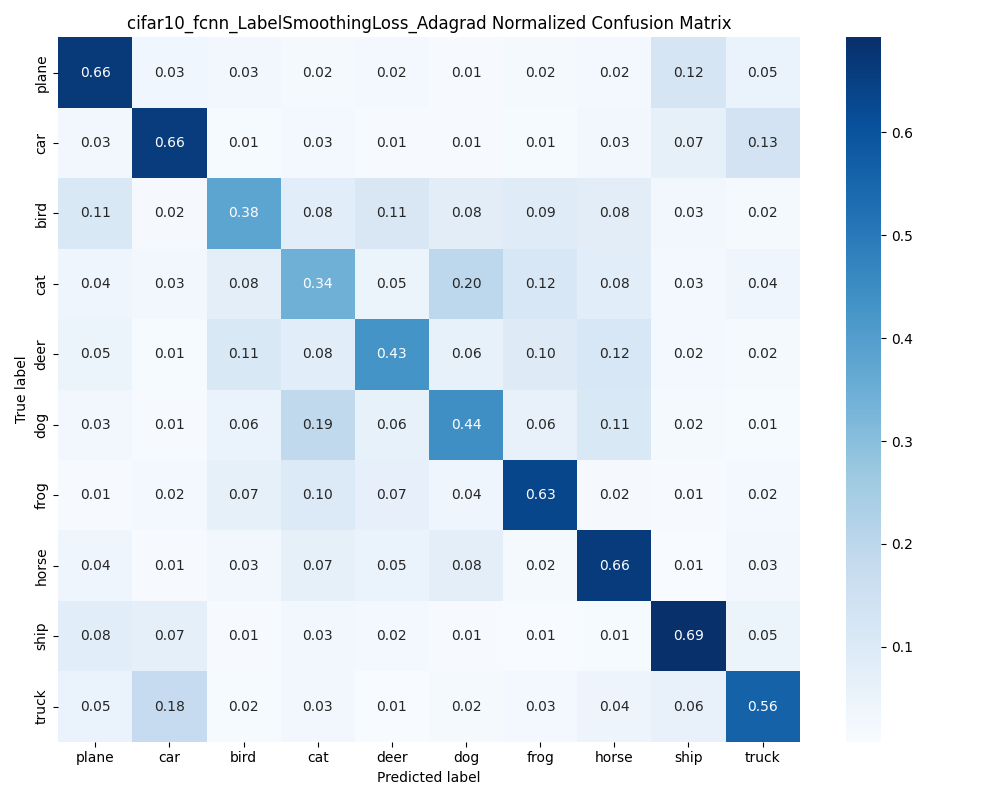 cifar10_fcnn_LabelSmoothingLoss_Adagrad Normalized Confusion Matrix
True label
plane 0.66 0.03 0.03 0.02 0.02 0.01 0.02 0.02 0.12 0.05
car 0.03 0.66 0.01 0.03 0.01 0.01 0.01 0.03 0.07 0.13
bird 0.11 0.02 0.38 0.08 0.11 0.08 0.09 0.08 0.03 0.02
cat 0.04 0.03 0.08 0.34 0.05 0.20 0.12 0.08 0.03 0.04
deer 0.05 0.01 0.11 0.08 0.43 0.06 0.10 0.12 0.02 0.02
dog 0.03 0.01 0.06 0.19 0.06 0.44 0.06 0.11 0.02 0.01
frog 0.01 0.02 0.07 0.10 0.07 0.04 0.63 0.02 0.01 0.02
horse 0.04 0.01 0.03 0.07 0.05 0.08 0.02 0.66 0.01 0.03
ship 0.08 0.07 0.01 0.03 0.02 0.01 0.01 0.01 0.69 0.05
truck 0.05 0.18 0.02 0.03 0.01 0.02 0.03 0.04 0.06 0.56
plane car bird cat deer dog frog horse ship truck
Predicted label
0.6
0.5
0.4
0.3
0.2
0.1